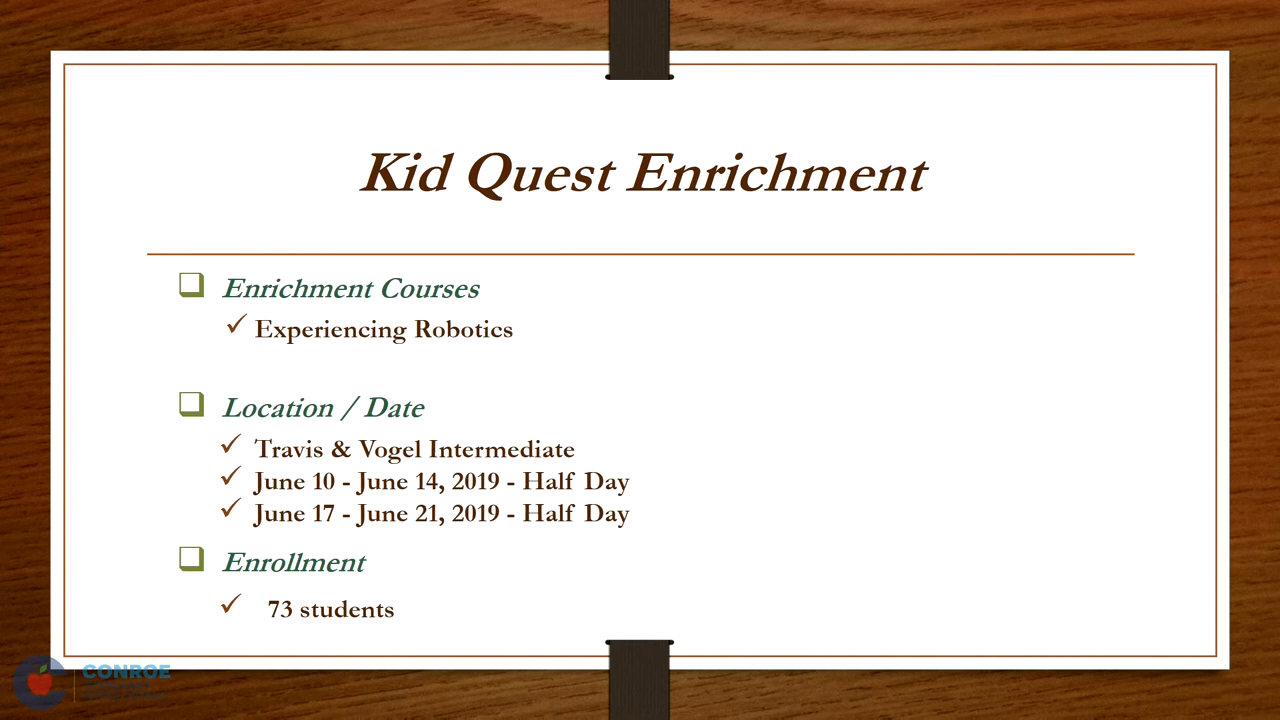 Kid Quest Enrichment
Enrichment Courses
Experiencing Robotics
Location / Date
Travis & Vogel Intermediate
June 10 - June 14, 2019 - Half Day
June 17 - June 21, 2019 - Half Day
Enrollment
73 students
CONROE